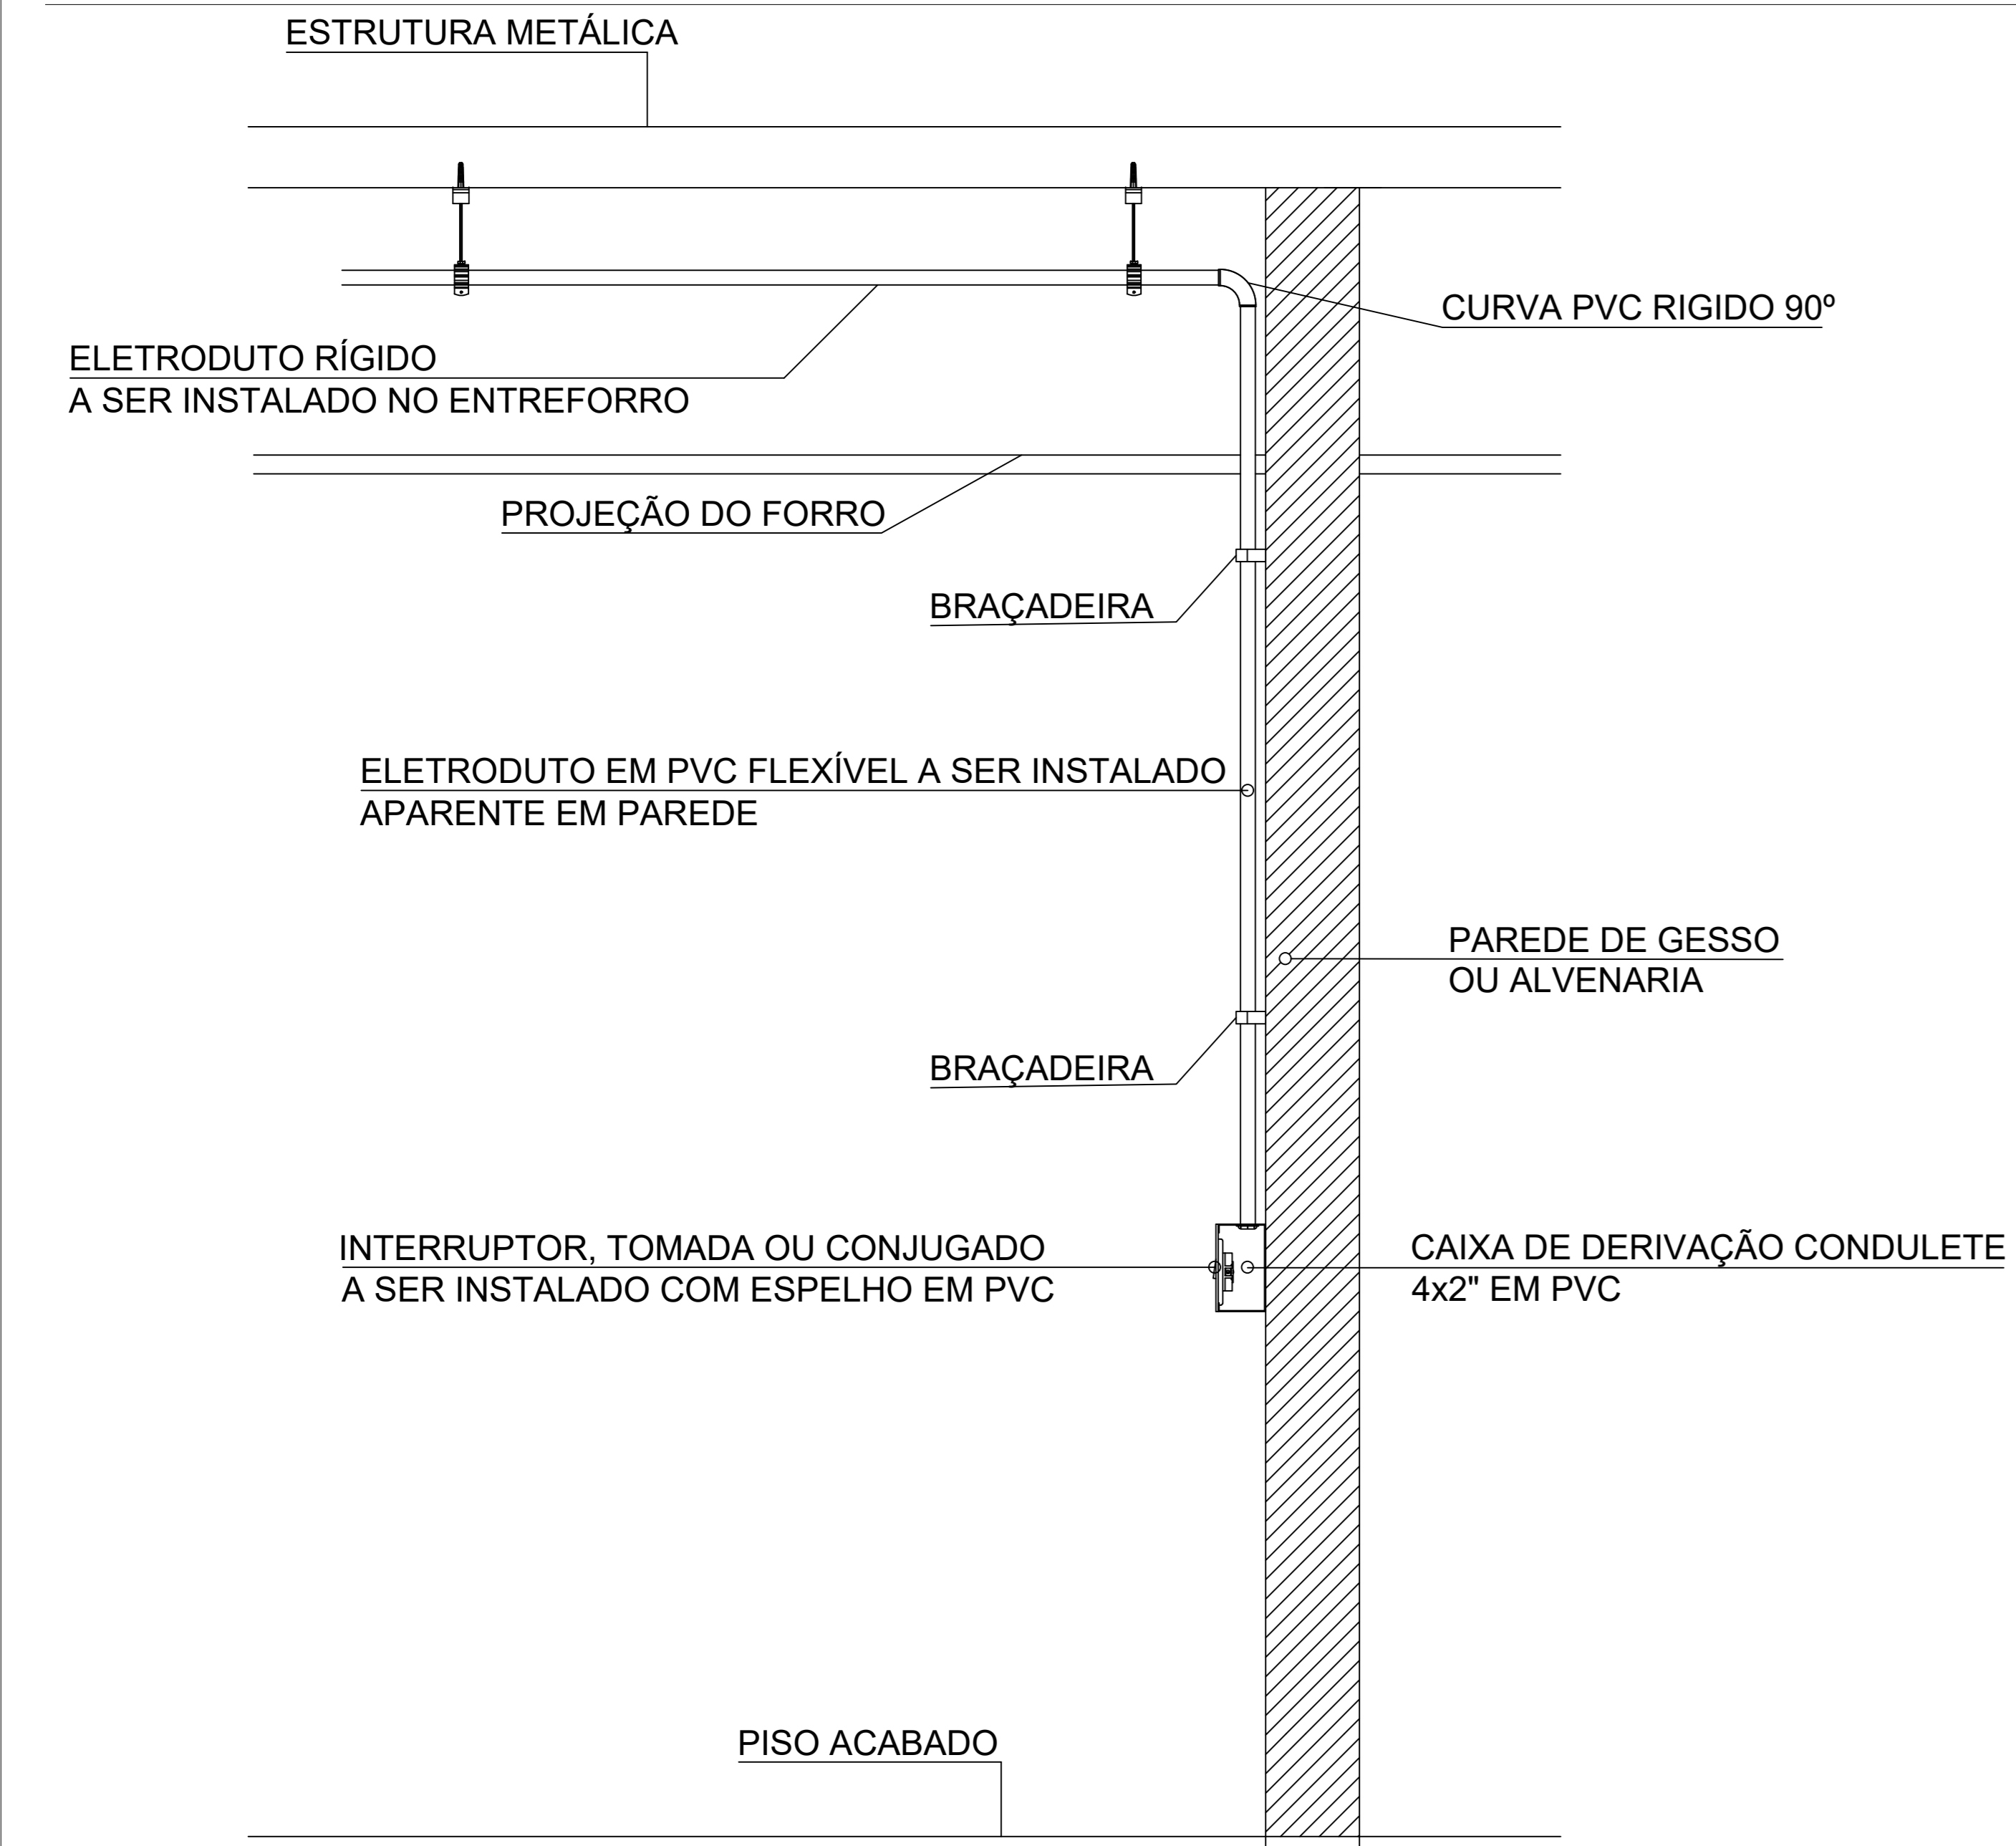 ESTRUTURA METÁLICA
CURVA PVC RIGIDO 90º
ELETRODUTO RÍGIDO
A SER INSTALADO NO ENTREFORRO
PROJEÇÃO DO FORRO
BRAÇADEIRA
ELETRODUTO EM PVC FLEXÍVEL A SER INSTALADO
APARENTE EM PAREDE
PAREDE DE GESSO
OU ALVENARIA
BRAÇADEIRA
INTERRUPTOR, TOMADA OU CONJUGADO
A SER INSTALADO COM ESPELHO EM PVC
CAIXA DE DERIVAÇÃO CONDULETE
4x2" EM PVC
PISO ACABADO